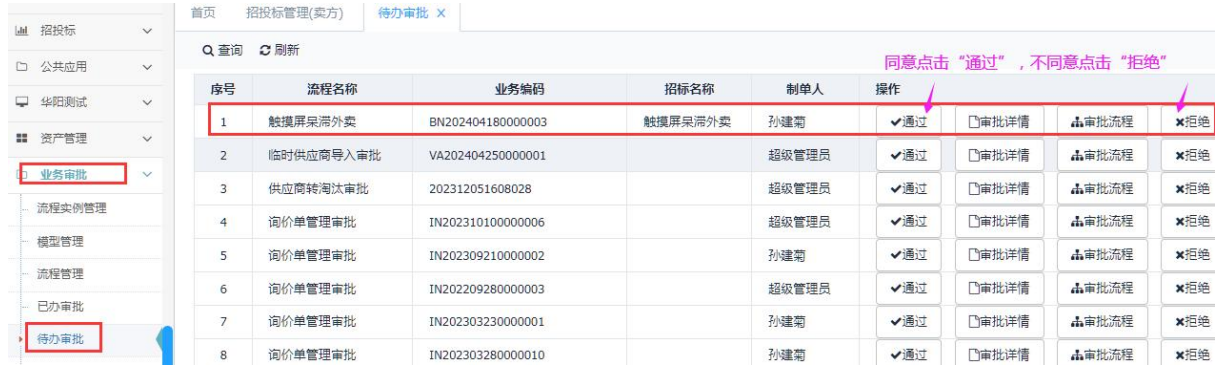 首页 招投标管理(卖方) 待办审批 ×
招投标
公共应用
华阳测试
资产管理
业务审批
流程实例管理
模型管理
流程管理
已办审批
待办审批
查询 刷新
同意点击“通过”,不同意点击“拒绝”
序号 流程名称 业务编码 招标名称 制单人 操作
1 触摸屏呆滞外卖 BN202404180000003 触摸屏呆滞外卖 孙建菊 通过 审批详情 审批流程 拒绝
2 临时供应商导入审批 VA202404250000001 超级管理员 通过 审批详情 审批流程 拒绝
3 供应商转淘汰审批 202312051608028 超级管理员 通过 审批详情 审批流程 拒绝
4 询价单管理审批 IN202310100000006 超级管理员 通过 审批详情 审批流程 拒绝
5 询价单管理审批 IN202309210000002 孙建菊 通过 审批详情 审批流程 拒绝
6 询价单管理审批 IN202209280000003 超级管理员 通过 审批详情 审批流程 拒绝
7 询价单管理审批 IN202303230000001 孙建菊 通过 审批详情 审批流程 拒绝
8 询价单管理审批 IN202303280000010 孙建菊 通过 审批详情 审批流程 拒绝